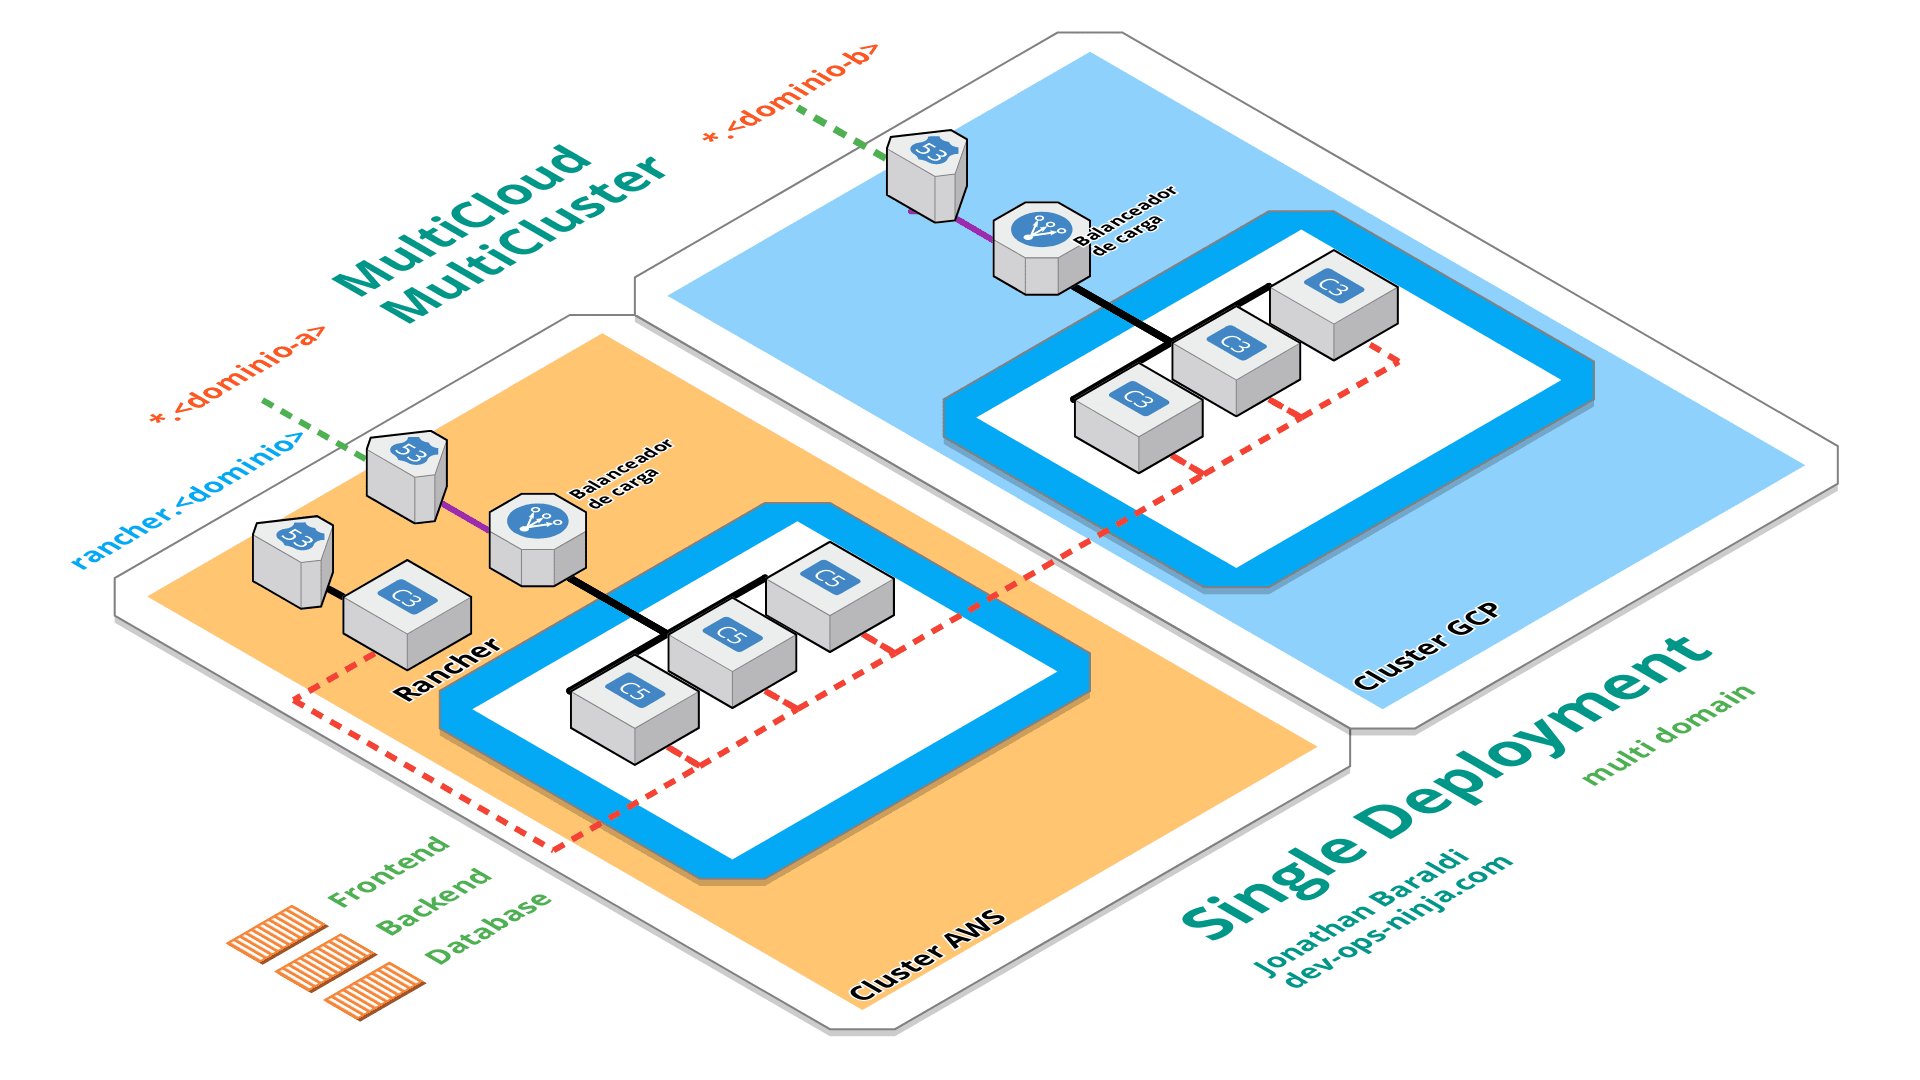 *.<dominio-b>
53
Balanceador
de carga
C3
C3
C3
Cluster GCP
MultiCloud
MultiCluster
*.<dominio-a>
rancher.<dominio>
53
53
Balanceador
de carga
C3
Rancher
C5
C5
C5
Cluster AWS
Frontend
Backend
Database
Single Deployment
multi domain
Jonathan Baraldi
dev-ops-ninja.com